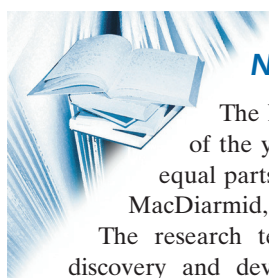 N
The
of the y
equal parts
MacDiarmid,
The research te
discovery and dev